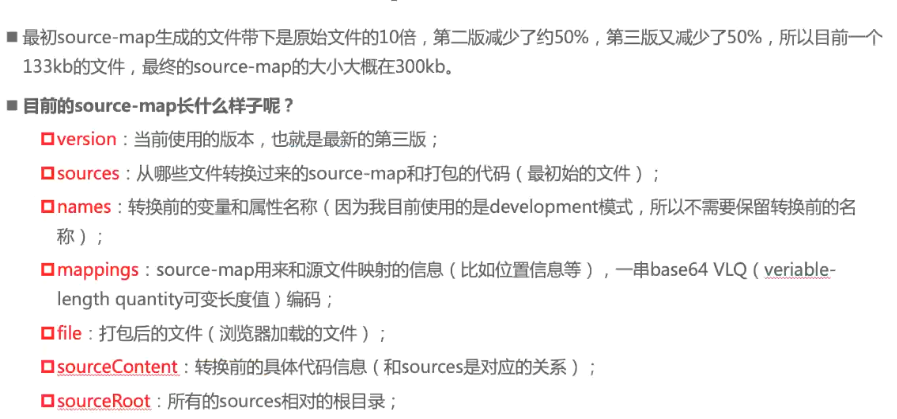 ■ 最初source-map生成的文件带下是原始文件的10倍，第二版减少了约50%，第三版又减少了50%，所以目前一个
133kb的文件，最终的source-map的大小大概在300kb。
■ 目前的source-map长什么样子呢？
version：当前使用的版本，也就是最新的第三版；
sources：从哪些文件转换过来的source-map和打包的代码（最初始的文件）；
names：转换前的变量和属性名称（因为我目前使用的是development模式，所以不需要保留转换前的名
称）；
mappings：source-map用来和源文件映射的信息（比如位置信息等），一串base64 VLQ（veriable-
length quantity可变长度值）编码；
file：打包后的文件（浏览器加载的文件）；
sourceContent：转换前的具体代码信息（和sources是对应的关系）；
sourceRoot：所有的sources相对的根目录；